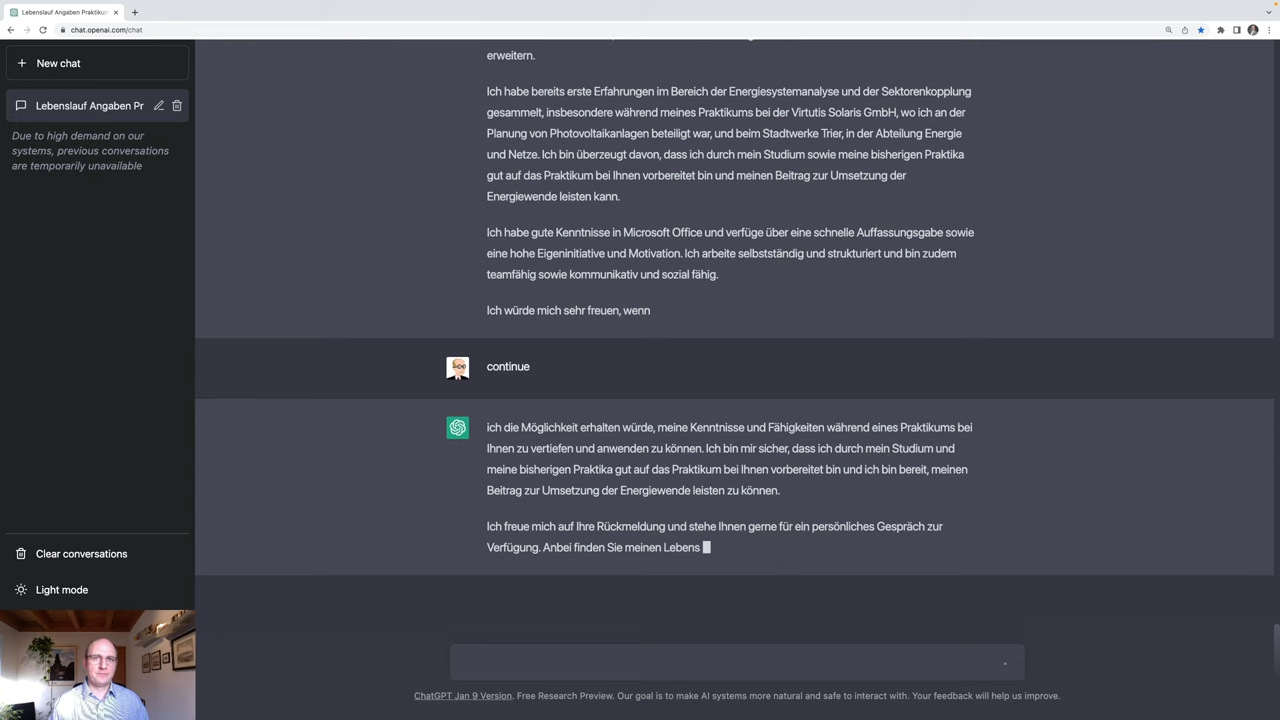 Lebenslauf Angaben Praktikum
chat.openai.com/chat
New chat
Lebenslauf Angaben Pr
Due to high demand on our
systems, previous conversations
are temporarily unavailable
Clear conversations
Light mode
erweitern.
Ich habe bereits erste Erfahrungen im Bereich der Energiesystemanalyse und der Sektorenkopplung
gesammelt, insbesondere während meines Praktikums bei der Virtutis Solaris GmbH, wo ich an der
Planung von Photovoltaikanlagen beteiligt war, und beim Stadtwerke Trier, in der Abteilung Energie
und Netze. Ich bin überzeugt davon, dass ich durch mein Studium sowie meine bisherigen Praktika
gut auf das Praktikum bei Ihnen vorbereitet bin und meinen Beitrag zur Umsetzung der
Energiewende leisten kann.
Ich habe gute Kenntnisse in Microsoft Office und verfüge über eine schnelle Auffassungsgabe sowie
eine hohe Eigeninitiative und Motivation. Ich arbeite selbstständig und strukturiert und bin zudem
teamfähig sowie kommunikativ und sozial fähig.
Ich würde mich sehr freuen, wenn
continue
ich die Möglichkeit erhalten würde, meine Kenntnisse und Fähigkeiten während eines Praktikums bei
Ihnen zu vertiefen und anwenden zu können. Ich bin mir sicher, dass ich durch mein Studium und
meine bisherigen Praktika gut auf das Praktikum bei Ihnen vorbereitet bin und ich bin bereit, meinen
Beitrag zur Umsetzung der Energiewende leisten zu können.
Ich freue mich auf Ihre Rückmeldung und stehe Ihnen gerne für ein persönliches Gespräch zur
Verfügung. Anbei finden Sie meinen Lebens
ChatGPT Jan 9 Version. Free Research Preview. Our goal is to make AI systems more natural and safe to interact with. Your feedback will help us improve.